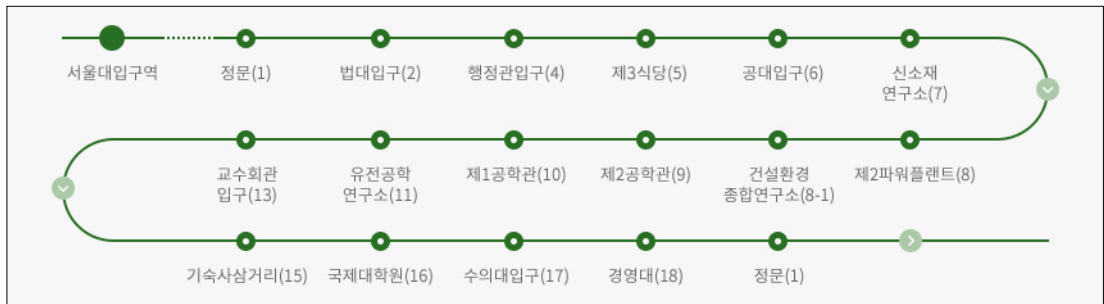 서울대입구역 정문(1) 법대입구(2) 행정관입구(4) 제3식당(5) 공대입구(6) 신소재
연구소(7)
교수회관 유전공학 제1공학관(10) 제2공학관(9) 건설환경 제2파워플랜트(8)
입구(13) 연구소(11) 종합연구소(8-1)
기숙사삼거리(15) 국제대학원(16) 수의대입구(17) 경영대(18) 정문(1)